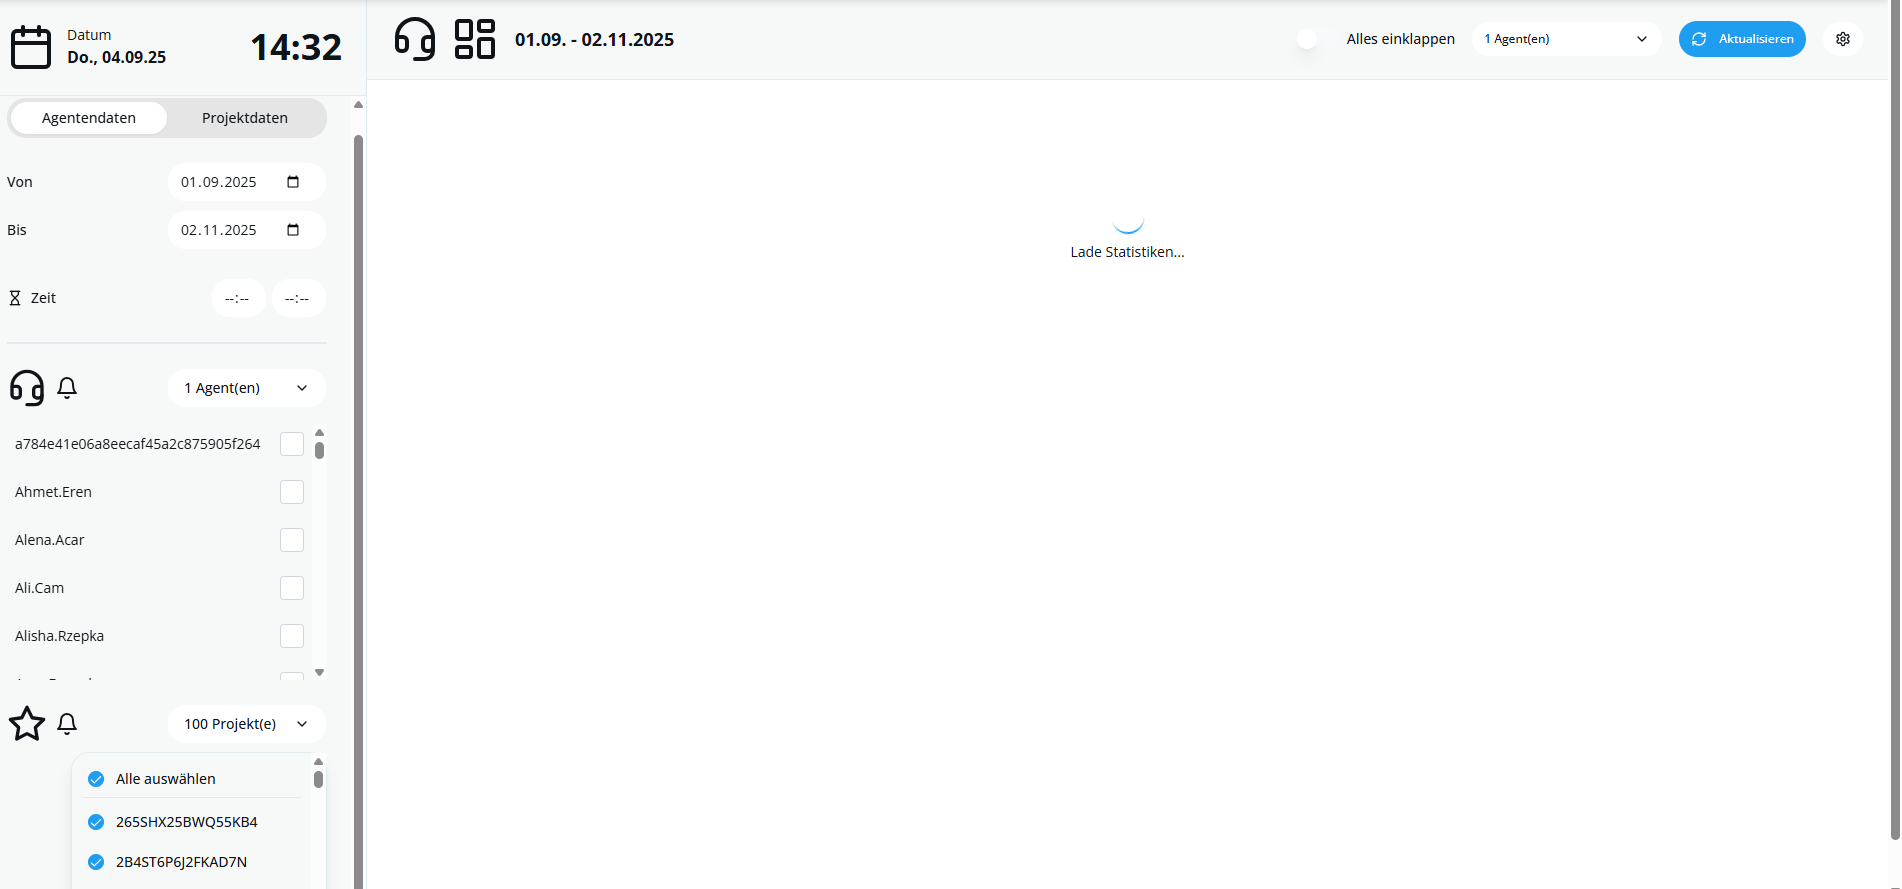 Datum
Do., 04.09.25
14:32
Agentendaten
Projektdaten
Von
01.09.2025
Bis
02.11.2025
Zeit
--:--
--:--
1 Agent(en)
a784e41e06a8eecaf45a2c875905f264
Ahmet.Eren
Alena.Acar
Ali.Cam
Alisha.Rzepka
100 Projekt(e)
Alle auswählen
265SHX25BWQ55KB4
2B4ST6P6J2FKAD7N
01.09. - 02.11.2025
Alles einklappen
1 Agent(en)
Aktualisieren
Lade Statistiken...